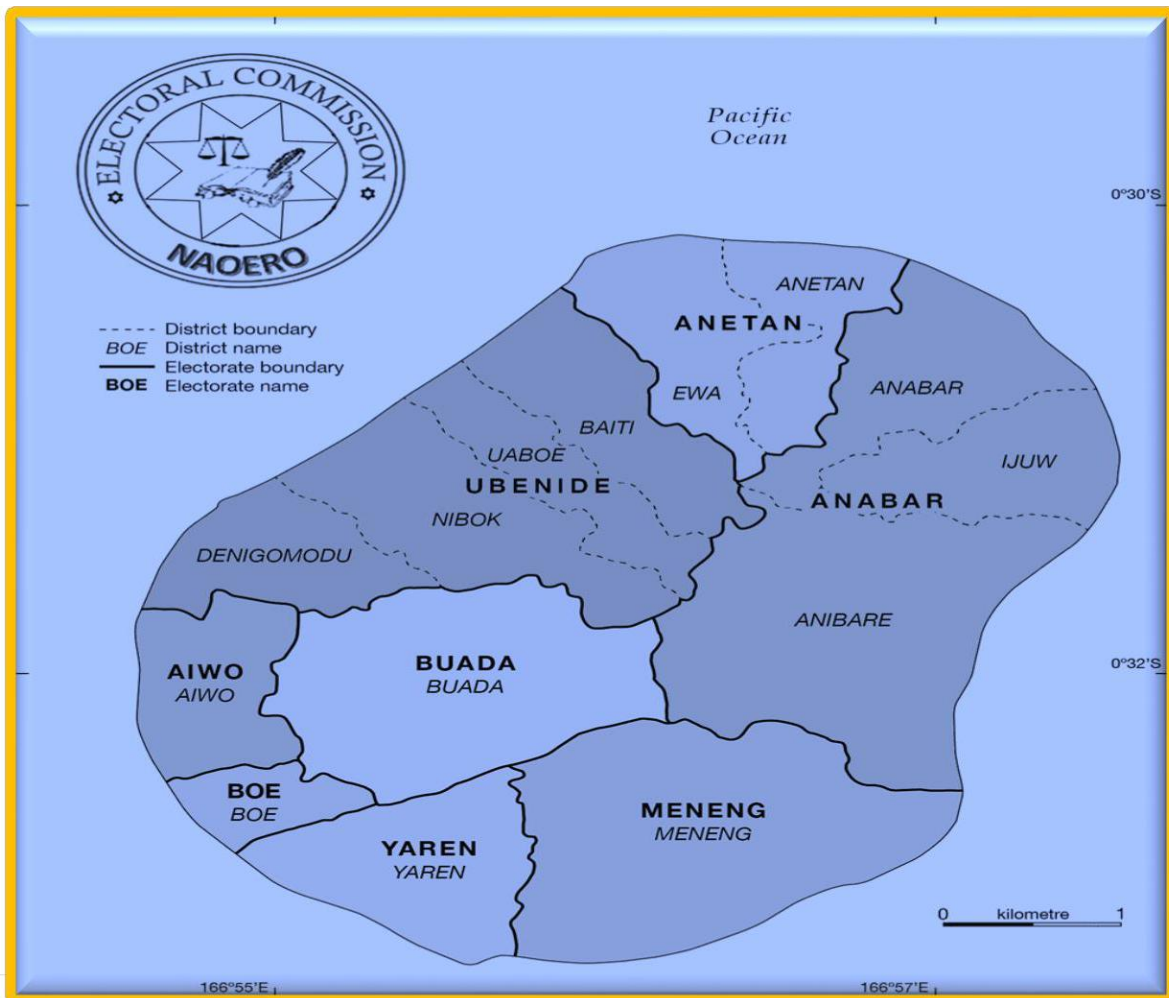 ELECTORAL COMMISSION
NAOERO
Pacific
Ocean
0°30'S
District boundary
BOE District name
Electorate boundary
BOE Electorate name
ANETAN
ANETAN
EWA
ANABAR
BAITI
UABOE
IJUW
UBENIDE
ANABAR
NIBOK
DENIGOMODU
ANIBARE
0°32'S
AIWO
AIWO
BUADA
BUADA
BOE
BOE
MENENG
MENENG
YAREN
YAREN
0 kilometre 1
166°55'E
166°57'E